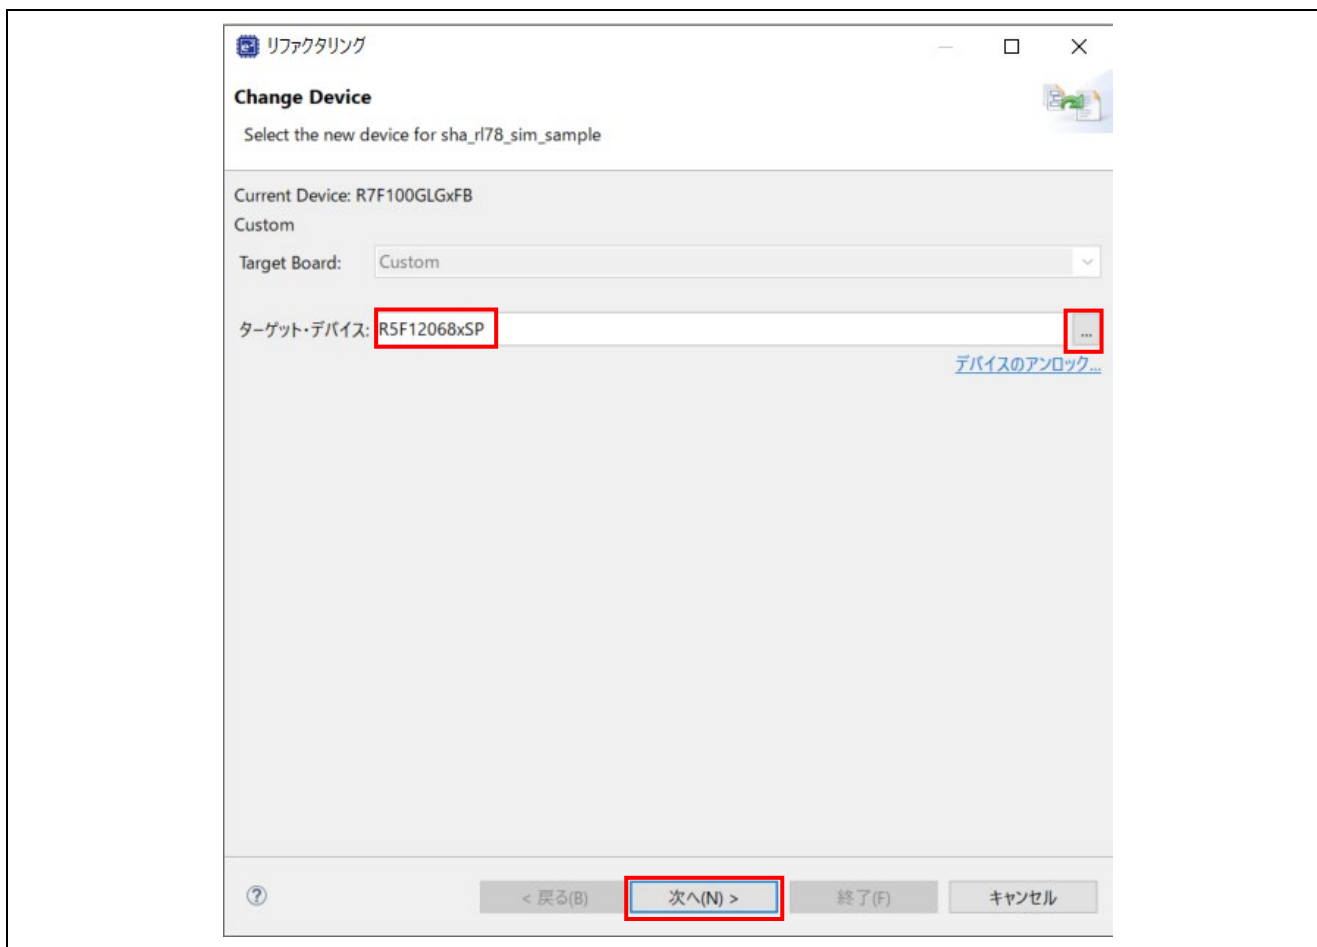 リファクタリング
Change Device
Select the new device for sha_rl78_sim_sample
Current Device: R7F100GLGxFB
Custom
Target Board: Custom
ターゲット・デバイス: R5F12068xSP ...
デバイスのアンロック...
< 戻る(B) 次へ(N) > 終了(F) キャンセル